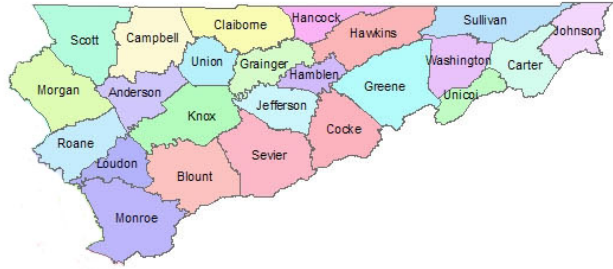 Scott
Campbell
Claiborne
Hancock
Hawkins
Sullivan
Johnson
Union
Grainger
Hamblen
Greene
Washington
Carter
Unicoi
Morgan
Anderson
Knox
Jefferson
Cocke
Roane
Loudon
Blount
Sevier
Monroe